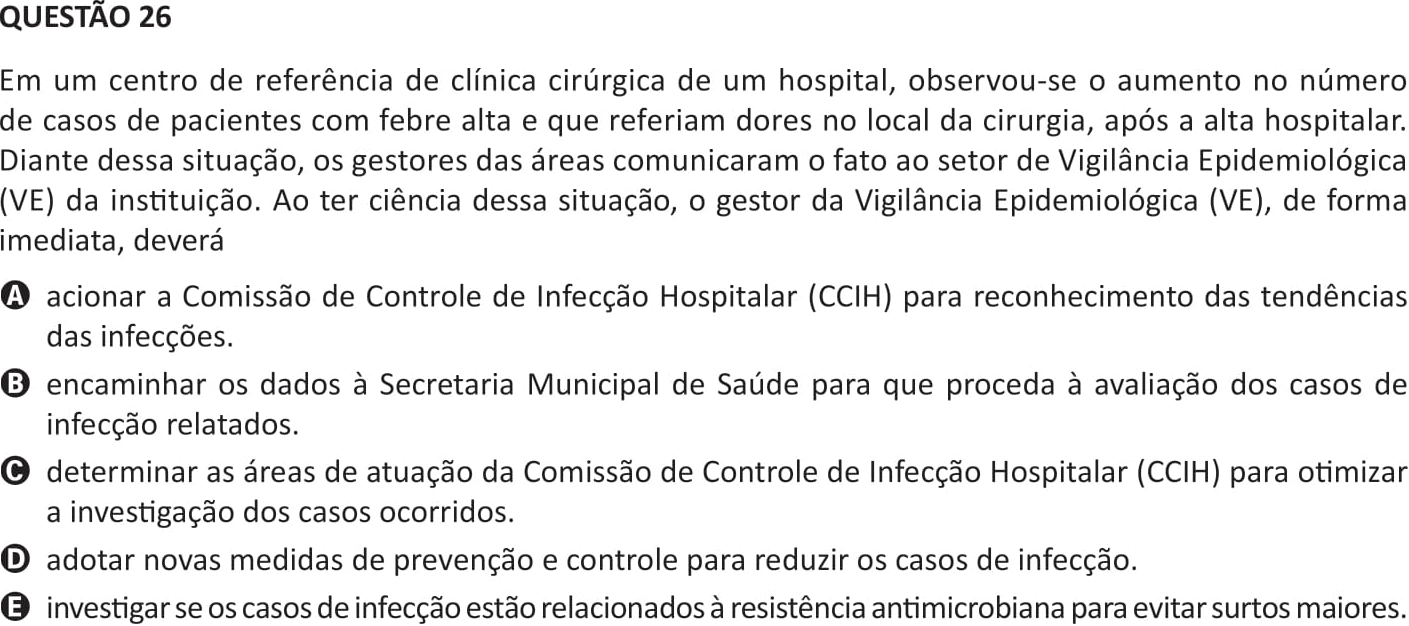 QUESTÃO 26
Em um centro de referência de clínica cirúrgica de um hospital, observou-se o aumento no número
de casos de pacientes com febre alta e que referiam dores no local da cirurgia, após a alta hospitalar.
Diante dessa situação, os gestores das áreas comunicaram o fato ao setor de Vigilância Epidemiológica
(VE) da instituição. Ao ter ciência dessa situação, o gestor da Vigilância Epidemiológica (VE), de forma
imediata, deverá
A acionar a Comissão de Controle de Infecção Hospitalar (CCIH) para reconhecimento das tendências
das infecções.
B encaminhar os dados à Secretaria Municipal de Saúde para que proceda à avaliação dos casos de
infecção relatados.
C determinar as áreas de atuação da Comissão de Controle de Infecção Hospitalar (CCIH) para otimizar
a investigação dos casos ocorridos.
D adotar novas medidas de prevenção e controle para reduzir os casos de infecção.
E investigar se os casos de infecção estão relacionados à resistência antimicrobiana para evitar surtos maiores.